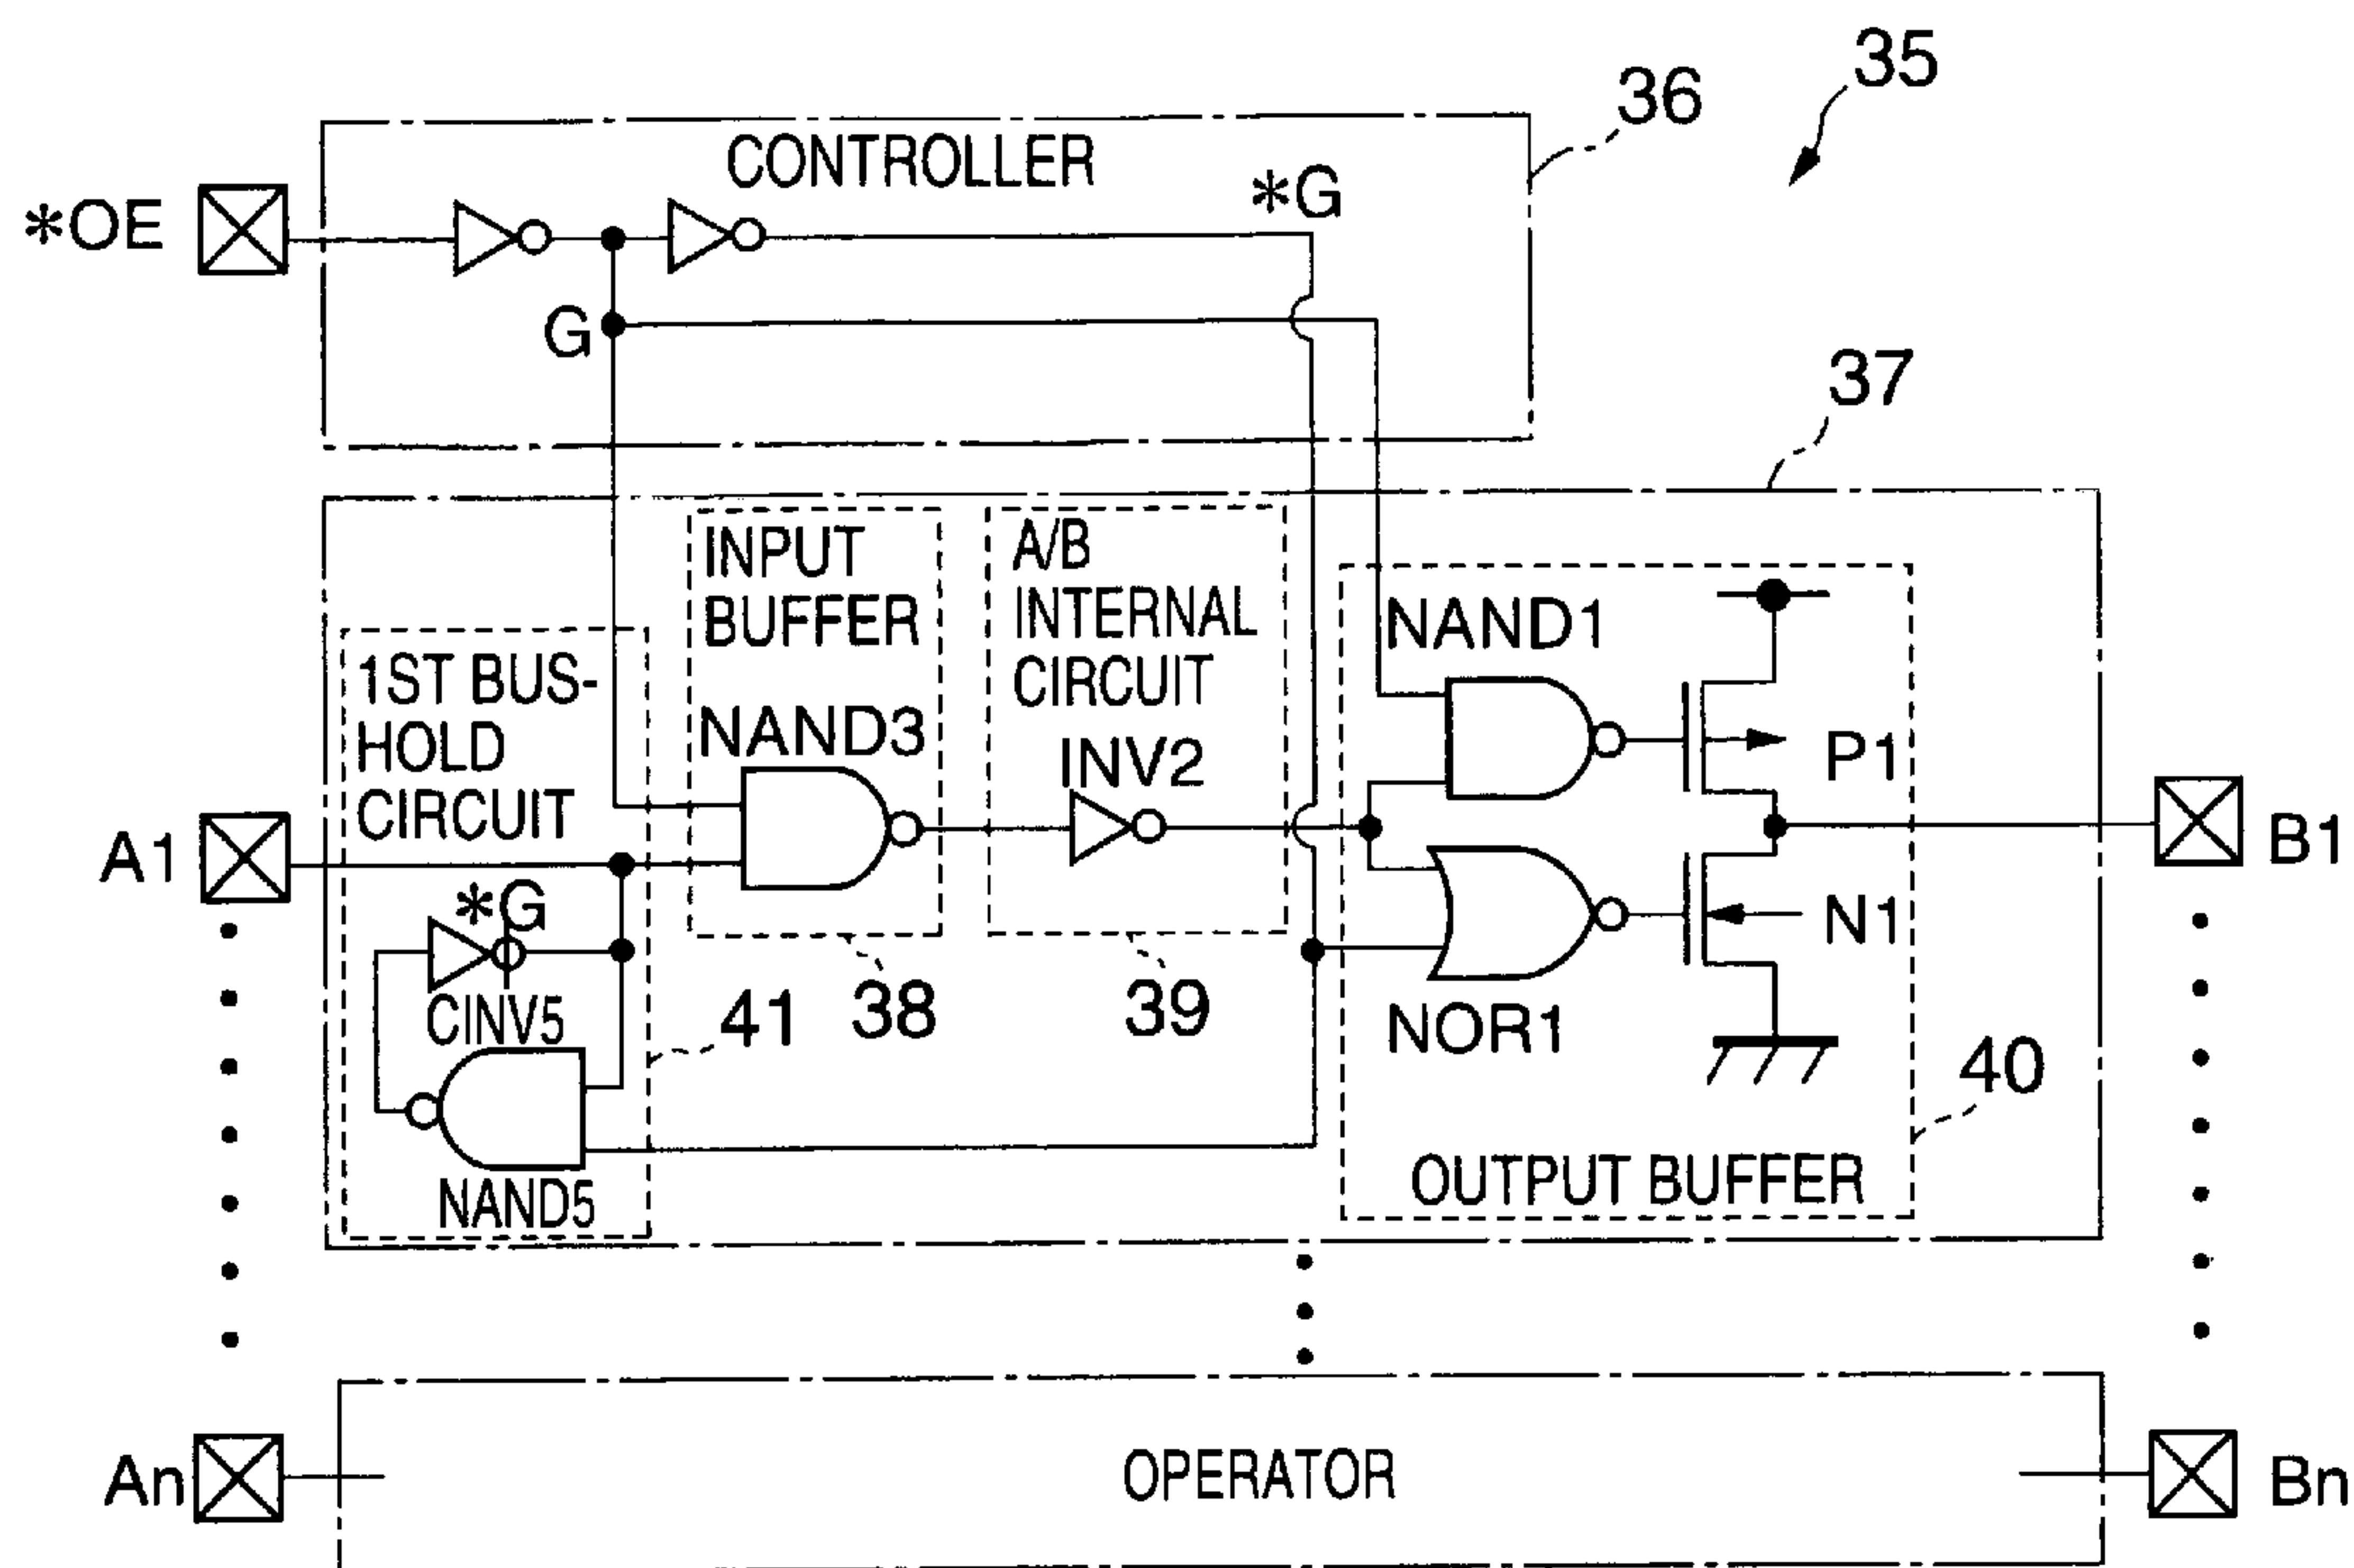 35
36
CONTROLLER
*OE
*G
G
37
INPUT
BUFFER
A/B
INTERNAL
CIRCUIT
1ST BUS-
HOLD
CIRCUIT
NAND3
INV2
NAND1
P1
A1
B1
*G
N1
CINV5
41
38
39
NOR1
40
NAND5
OUTPUT BUFFER
An
OPERATOR
Bn